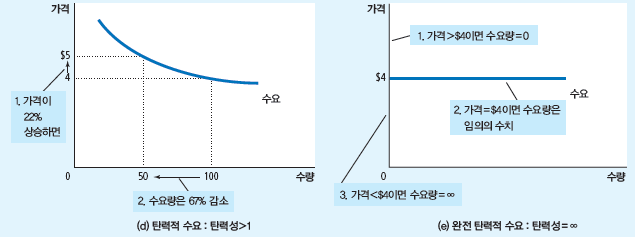 가격
$5
4
1. 가격이
22%
상승하면
수요
0
50
100
수량
2. 수요량은 67% 감소
(d) 탄력적 수요 : 탄력성>1
가격
1. 가격>$4이면 수요량=0
$4
수요
2. 가격=$4이면 수요량은
임의의 수치
0
수량
3. 가격<$4이면 수요량=∞
(e) 완전 탄력적 수요 : 탄력성=∞